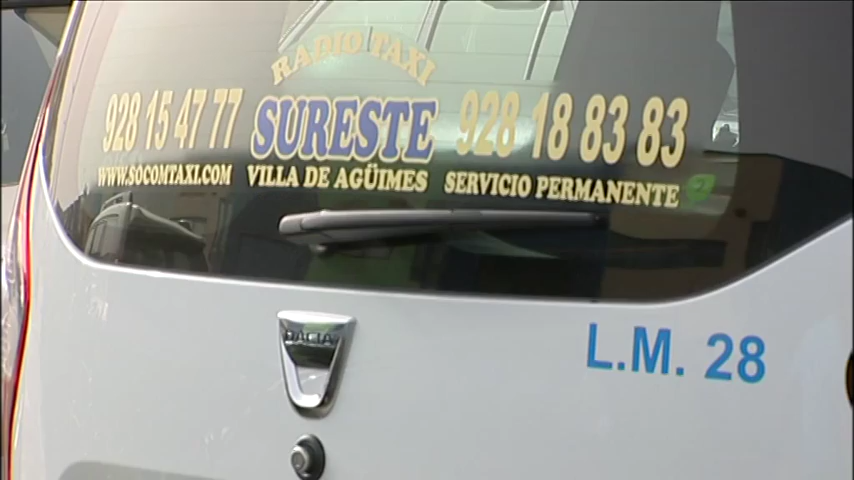 RADIO TAXI
928 15 47 77 SURESTE 928 18 83 83
WWW.SOCOMTAXI.COM VILLA DE AGÜIMES SERVICIO PERMANENTE
DACIA
L.M. 28